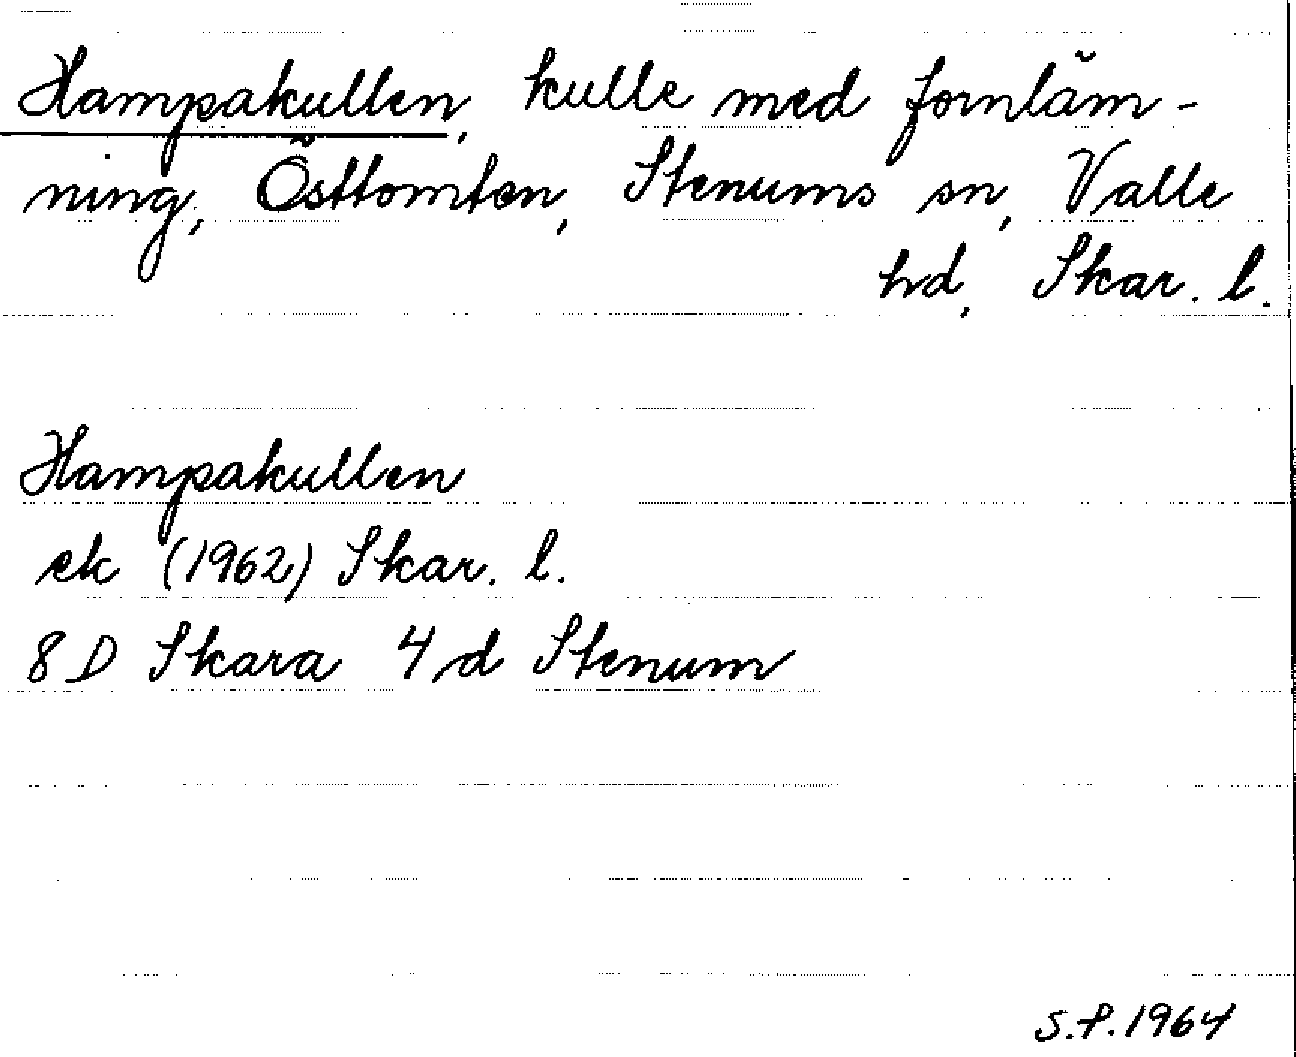 Hampakullen, kulle med fornläm-
ning, Östtomten, Stenums sn, Valle
hd, Skar. l.
Hampakullen
ek (1962) Skar. l.
8 D Skara 4 d Stenum
S.P. 1964